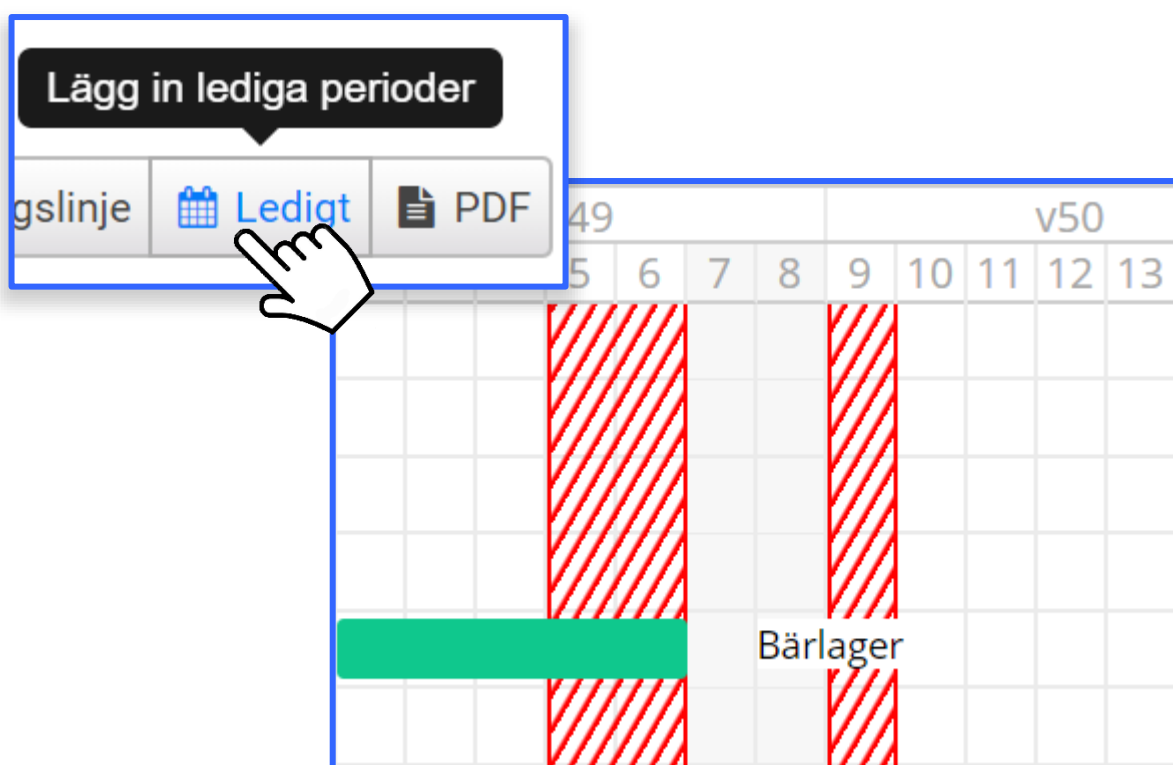 Lägg in lediga perioder
gslinje Ledigt PDF
49 v50
5 6 7 8 9 10 11 12 13
Bärlager